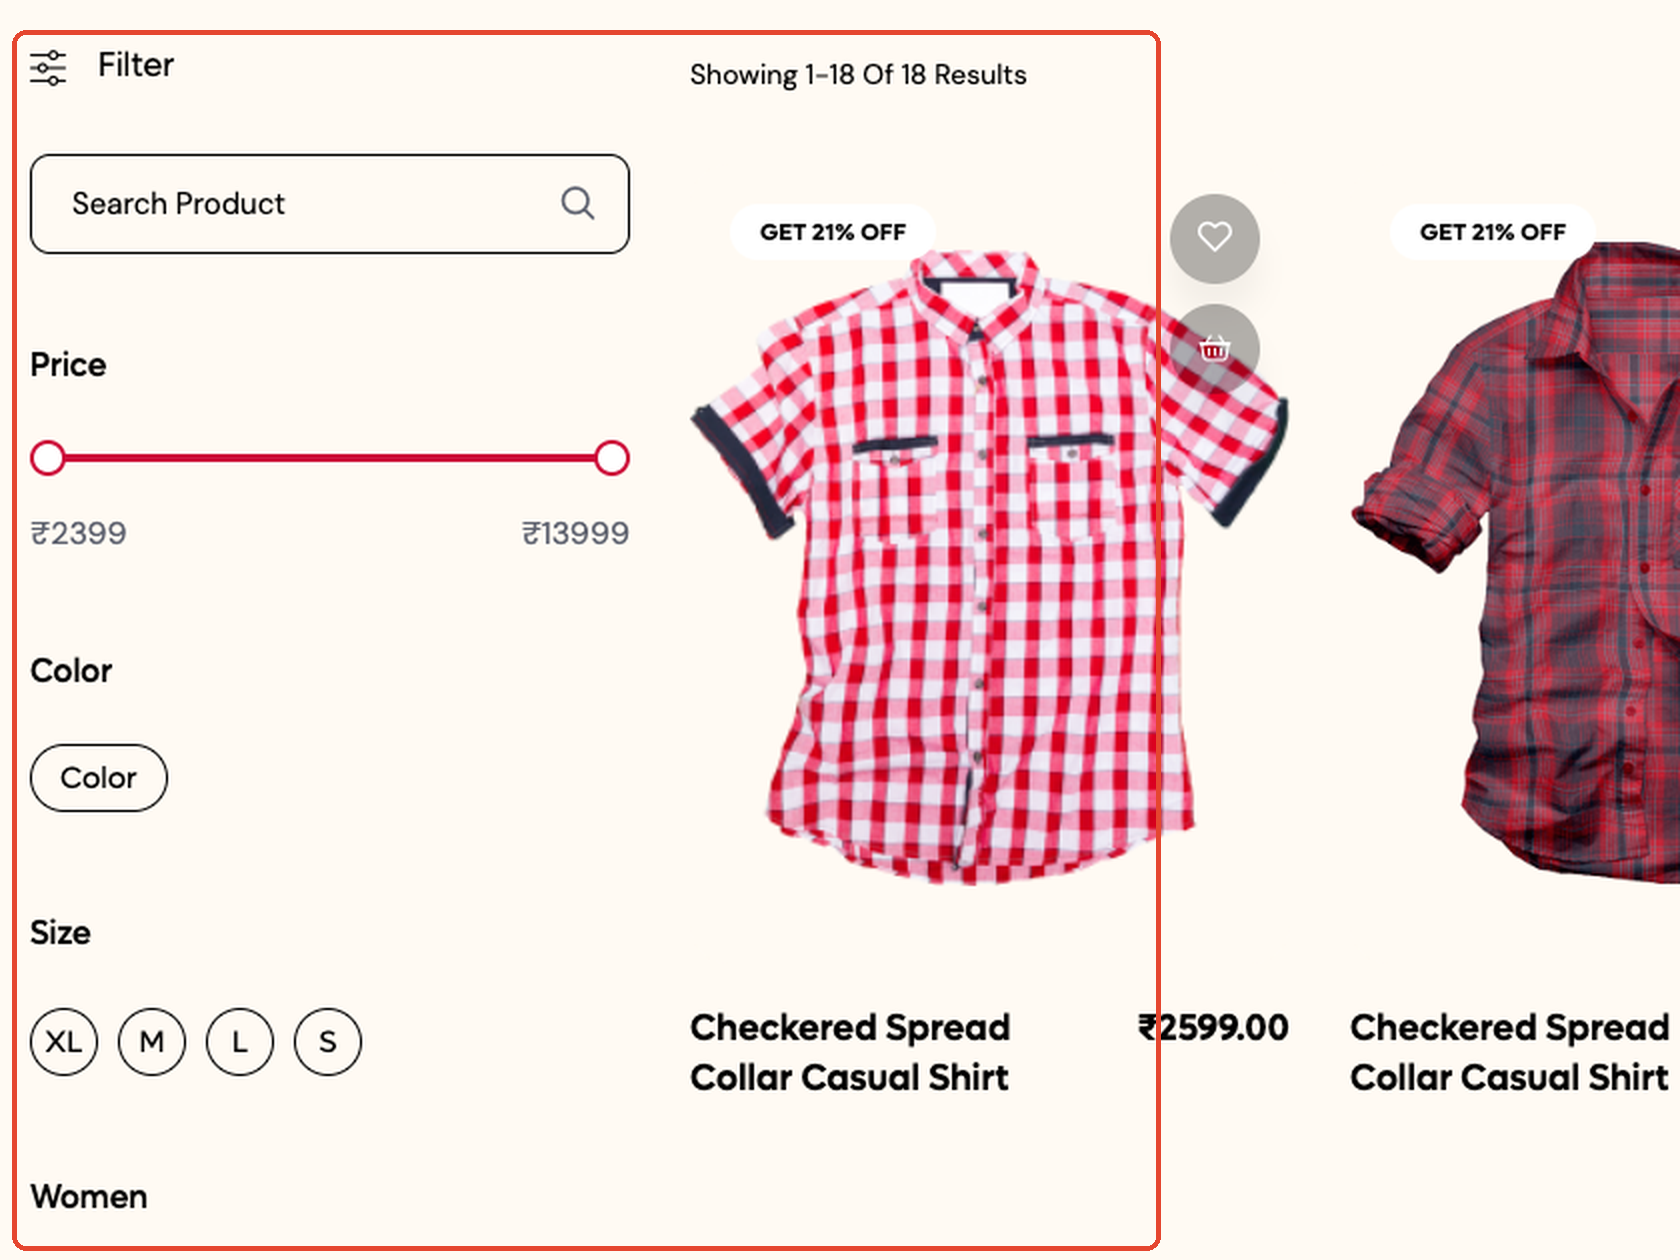 Filter
Showing 1-18 Of 18 Results
Search Product
GET 21% OFF
GET 21% OFF
Price
₹2399
₹13999
Color
Color
Size
XL
M
L
S
Checkered Spread
Collar Casual Shirt
₹2599.00
Checkered Spread
Collar Casual Shirt
Women